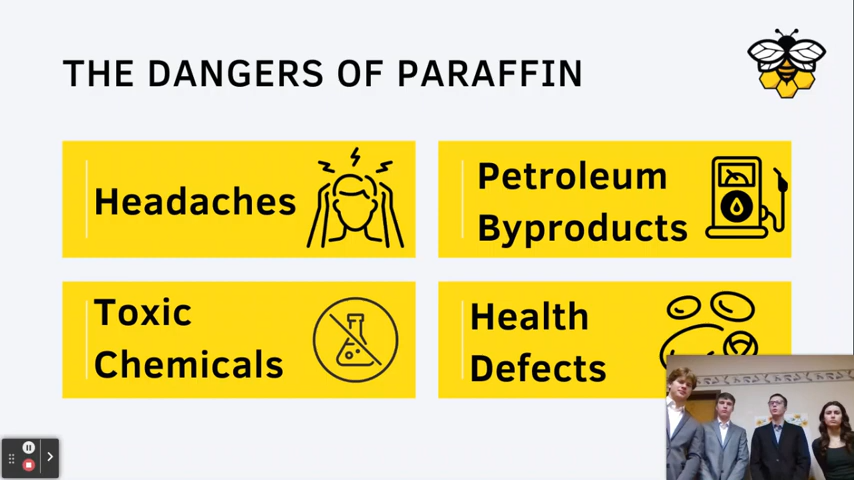 THE DANGERS OF PARAFFIN
Headaches
Petroleum
Byproducts
Toxic
Chemicals
Health
Defects